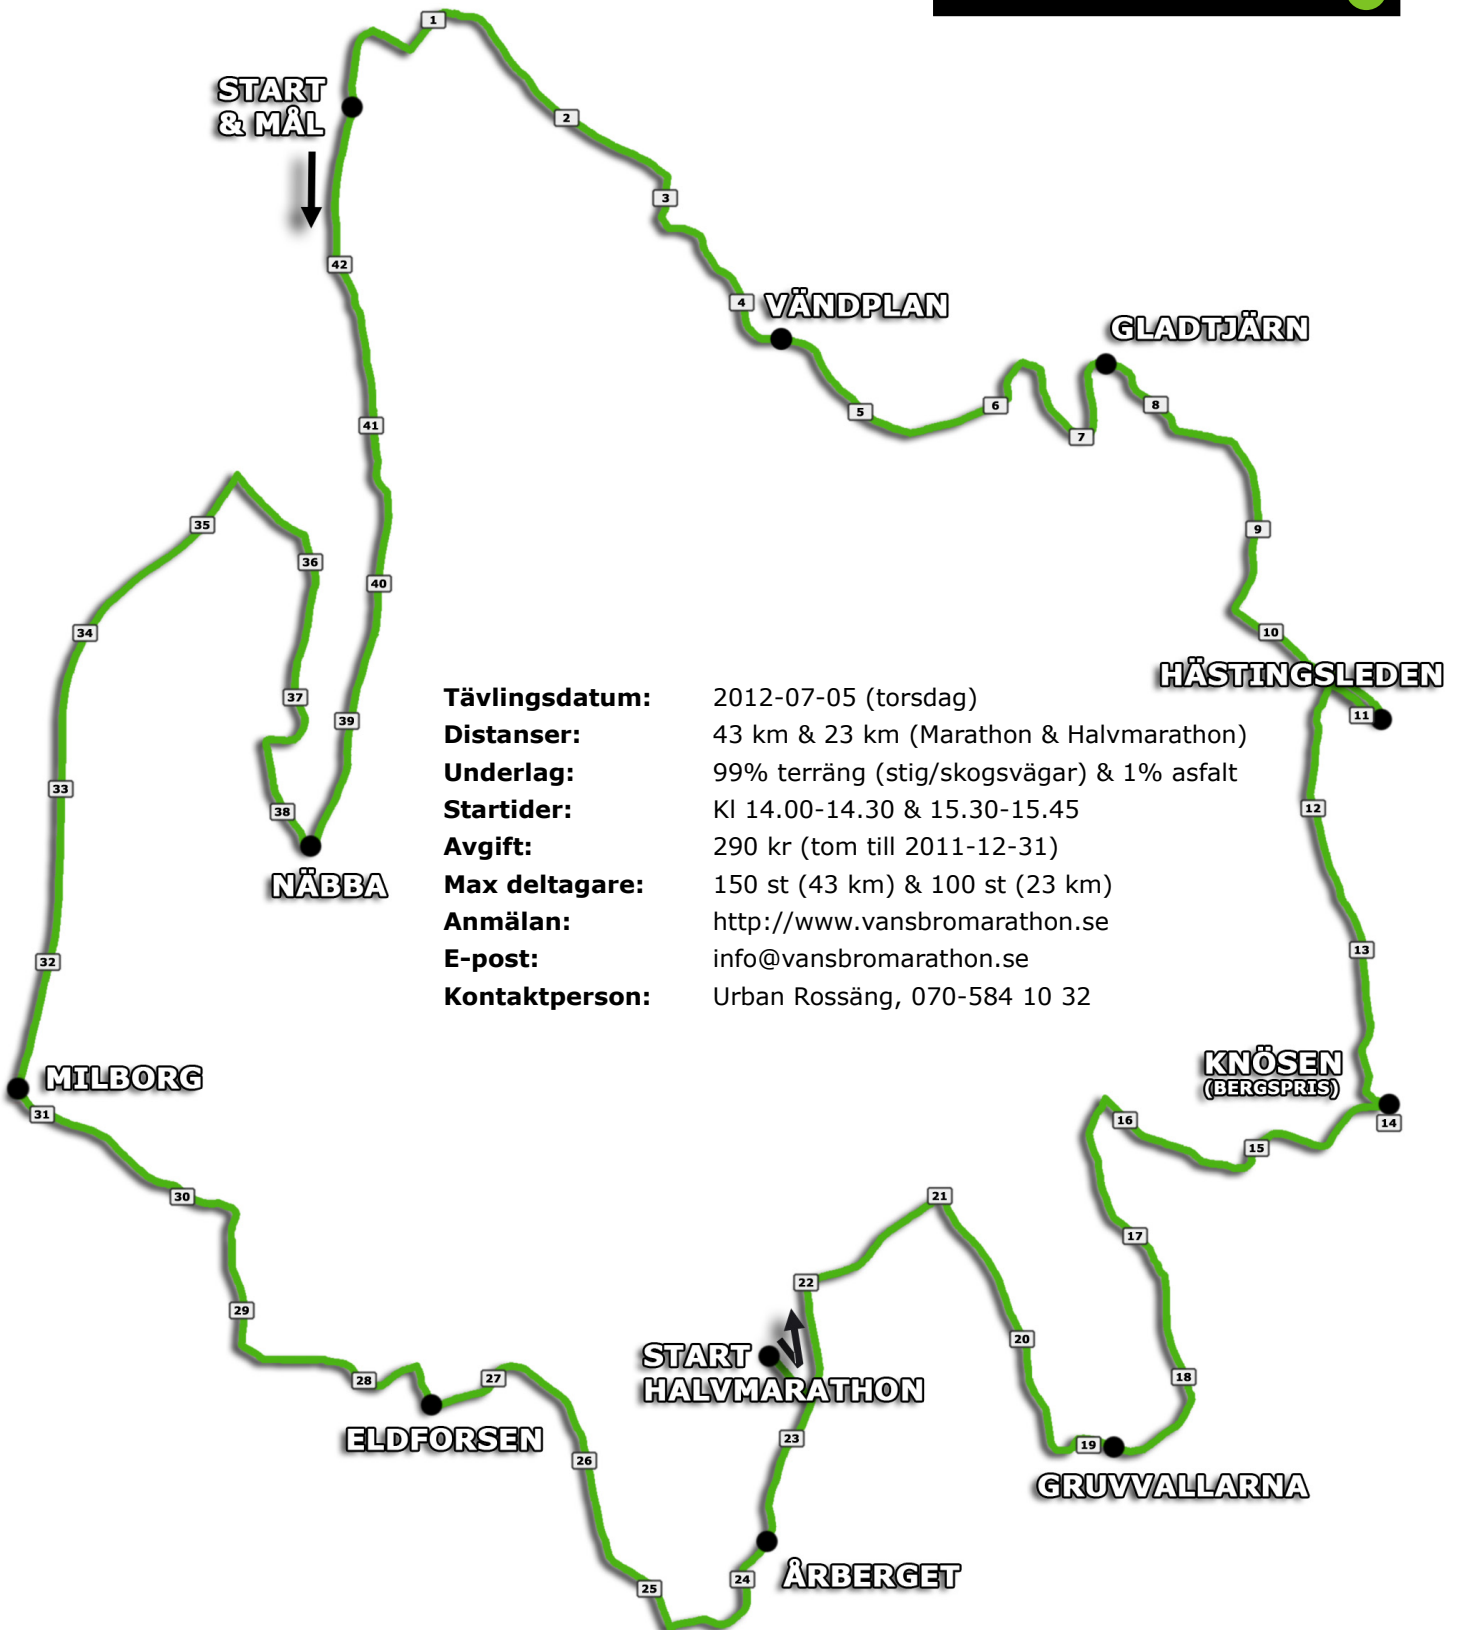 1
START
& MÅL
2
3
42
4
VÄNDPLAN
GLADTJÄRN
5
6
7
8
41
35
36
9
40
34
10
HÄSTINGSLEDEN
11
37
39
33
38
12
NÄBBA
Tävlingsdatum: 2012-07-05 (torsdag)
Distanser: 43 km & 23 km (Marathon & Halvmarathon)
Underlag: 99% terräng (stig/skogsvägar) & 1% asfalt
Startider: Kl 14.00-14.30 & 15.30-15.45
Avgift: 290 kr (tom till 2011-12-31)
Max deltagare: 150 st (43 km) & 100 st (23 km)
Anmälan: http://www.vansbromarathon.se
E-post: info@vansbromarathon.se
Kontaktperson: Urban Rossäng, 070-584 10 32
32
13
MILBORG
KNÖSEN
(BERGSPRIS)
31
16
14
15
30
21
17
22
29
20
START
HALVMARATHON
28
27
18
ELDFORSEN
23
19
26
GRUVVALLARNA
24
ÅRBERGET
25